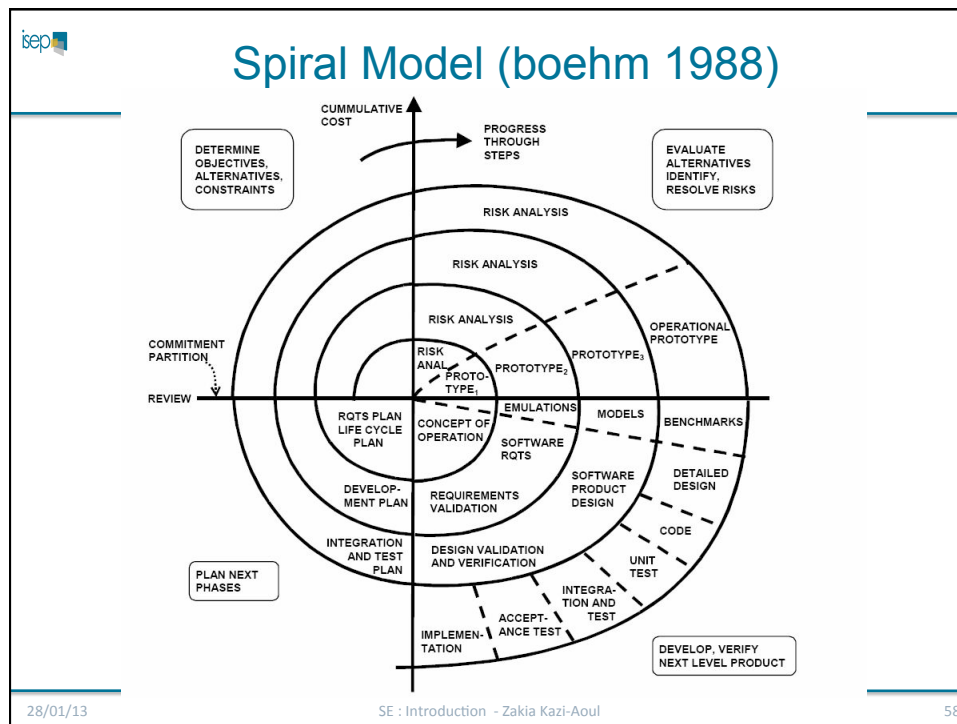 isep
Spiral Model (boehm 1988)
CUMMULATIVE
COST
PROGRESS
THROUGH
STEPS
DETERMINE
OBJECTIVES,
ALTERNATIVES,
CONSTRAINTS
EVALUATE
ALTERNATIVES
IDENTIFY,
RESOLVE RISKS
RISK ANALYSIS
RISK ANALYSIS
RISK ANALYSIS
RISK
ANAL.
PROTO-
TYPE1
PROTOTYPE2
PROTOTYPE3
OPERATIONAL
PROTOTYPE
COMMITMENT
PARTITION
REVIEW
RQTS PLAN
LIFE CYCLE
PLAN
CONCEPT OF
OPERATION
EMULATIONS
MODELS
BENCHMARKS
SOFTWARE
RQTS
SOFTWARE
PRODUCT
DESIGN
DETAILED
DESIGN
DEVELOP-
MENT PLAN
REQUIREMENTS
VALIDATION
CODE
INTEGRATION
AND TEST
PLAN
DESIGN VALIDATION
AND VERIFICATION
UNIT
TEST
PLAN NEXT
PHASES
INTEGRA-
TION AND
TEST
ACCEPT-
ANCE TEST
IMPLEMEN-
TATION
DEVELOP, VERIFY
NEXT LEVEL PRODUCT
28/01/13
SE : Introduction - Zakia Kazi-Aoul
58